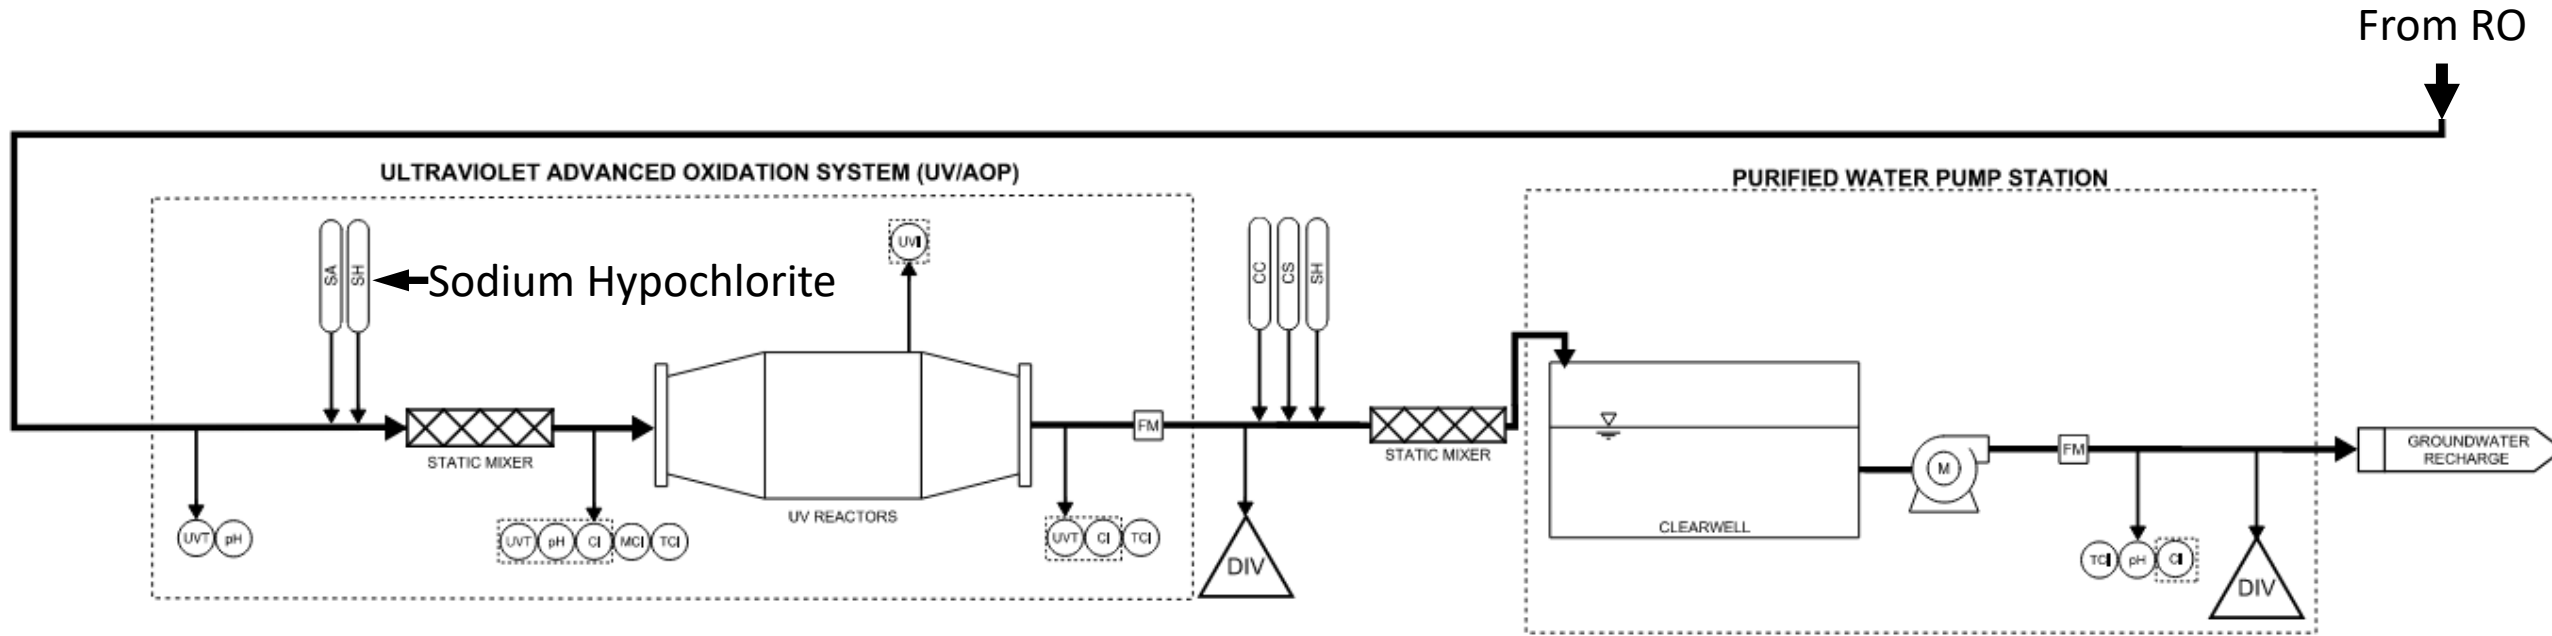 From RO
ULTRAVIOLET ADVANCED OXIDATION SYSTEM (UV/AOP)
PURIFIED WATER PUMP STATION
SA
SH
Sodium Hypochlorite
UVI
CC
CS
SH
STATIC MIXER
UV REACTORS
FM
STATIC MIXER
CLEARWELL
M
FM
GROUNDWATER
RECHARGE
UVT pH
UVT pH Cl MCl TCl
UVT Cl TCl
DIV
TCl pH Cl
DIV